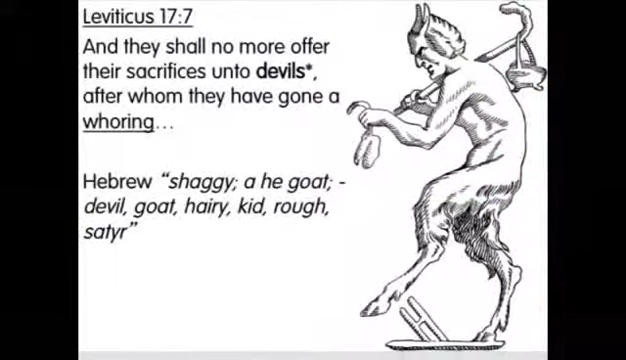 Leviticus 17:7
And they shall no more offer
their sacrifices unto devils*,
after whom they have gone a
whoring…
Hebrew “shaggy; a he goat; -
devil, goat, hairy, kid, rough,
satyr”